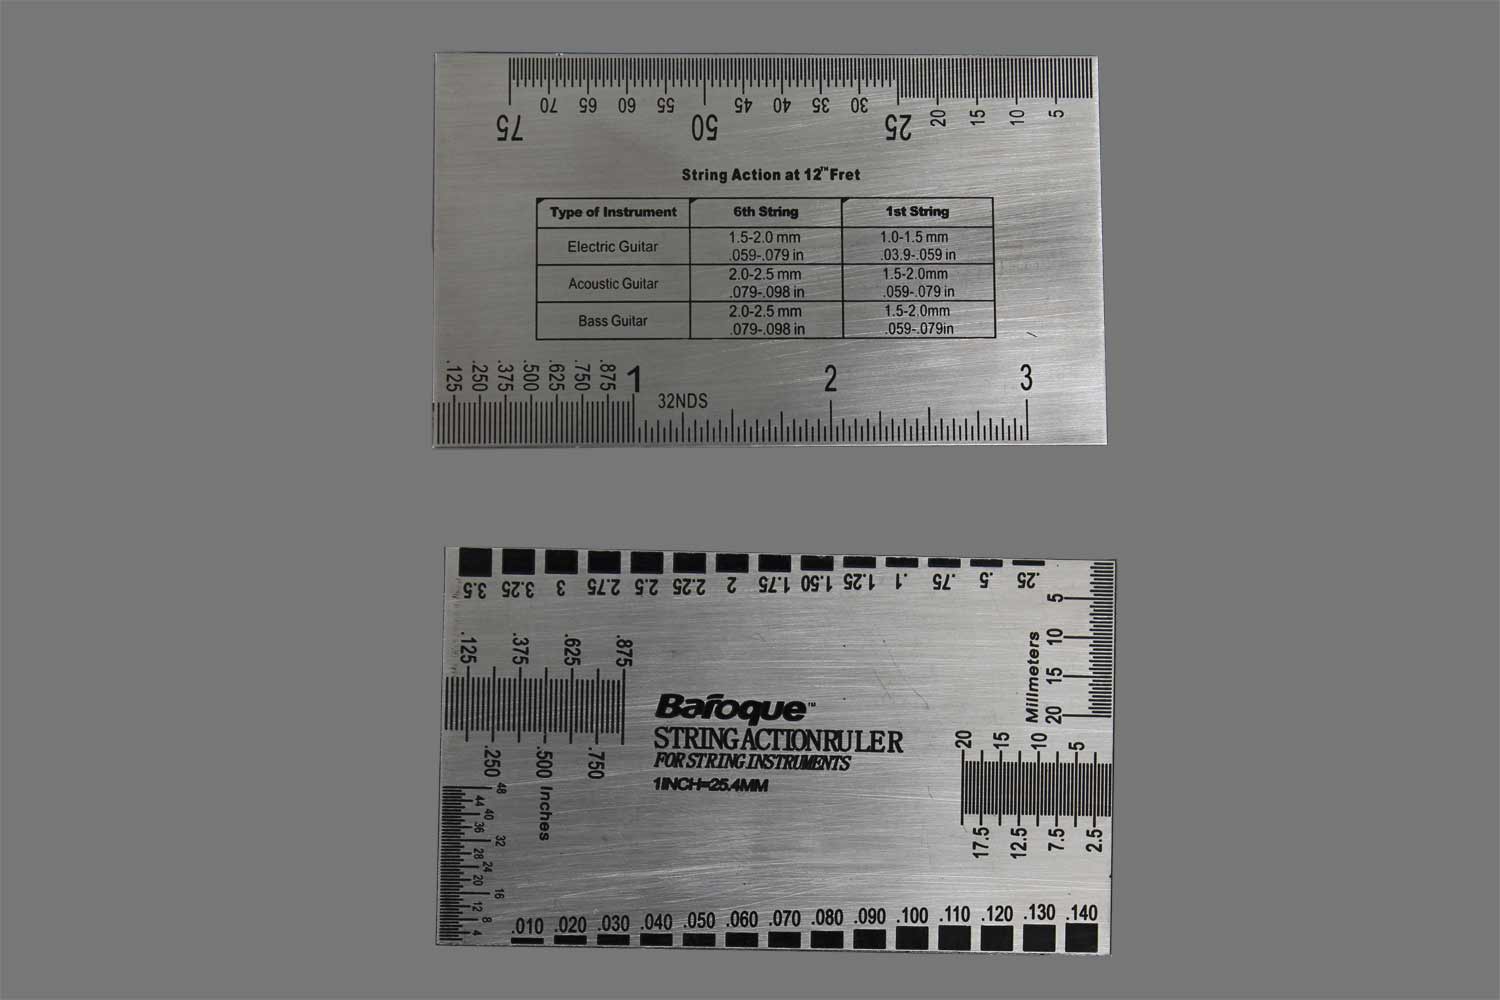 75 70 65 60 55 50 45 40 35 30 25 20 15 10 5
String Action at 12™ Fret
Type of Instrument 6th String 1st String
Electric Guitar 1.5-2.0 mm 1.0-1.5 mm
.059-.079 in .03.9-.059 in
Acoustic Guitar 2.0-2.5 mm 1.5-2.0mm
.079-.098 in .059-.079 in
Bass Guitar 2.0-2.5 mm 1.5-2.0mm
.079-.098 in .059-.079in
.125 .250 .375 .500 .625 .750 .875 1 2 3
32NDS
3.5 3.25 3 2.75 2.5 2.25 2 1.75 1.50 1.25 .1 .75 .5 .25
.125 .375 .625 .875
.250 .500 .750
Inches
48 44 40 36 32 28 24 20 16 12 8 4
Baroque™
STRING ACTION RULER
FOR STRING INSTRUMENTS
1INCH=25.4MM
5 10 15 20
Millmeters
20 15 10 5
17.5 12.5 7.5 2.5
.010 .020 .030 .040 .050 .060 .070 .080 .090 .100 .110 .120 .130 .140